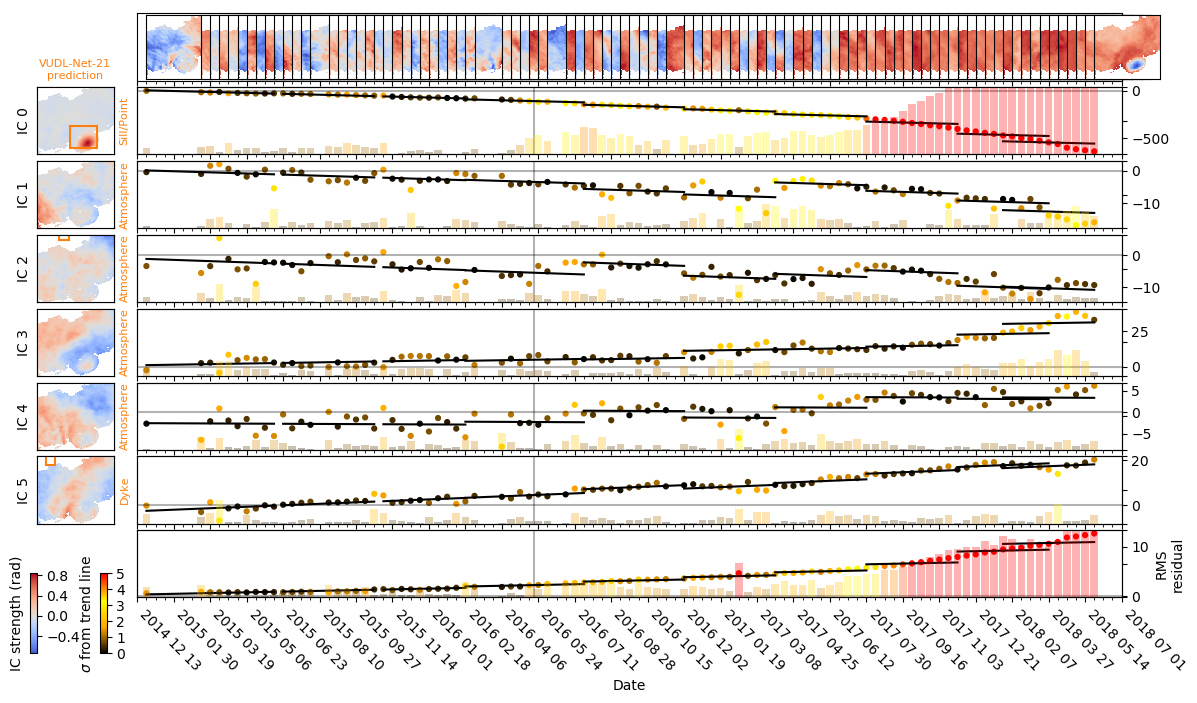 VUDL-Net-21
prediction
IC 0
Sill/Point
0
−500
IC 1
Atmosphere
0
−10
IC 2
Atmosphere
0
−10
IC 3
Atmosphere
25
0
IC 4
Atmosphere
5
0
−5
IC 5
Dyke
20
0
10
0
RMS
residual
IC strength (rad)
0.8
0.4
0.0
−0.4
σ from trend line
5
4
3
2
1
0
2014 12 13
2015 01 30
2015 03 19
2015 05 06
2015 06 23
2015 08 10
2015 09 27
2015 11 14
2016 01 01
2016 02 18
2016 04 06
2016 05 24
2016 07 11
2016 08 28
2016 10 15
2016 12 02
2017 01 19
2017 03 08
2017 04 25
2017 06 12
2017 07 30
2017 09 16
2017 11 03
2017 12 21
2018 02 07
2018 03 27
2018 05 14
2018 07 01
Date